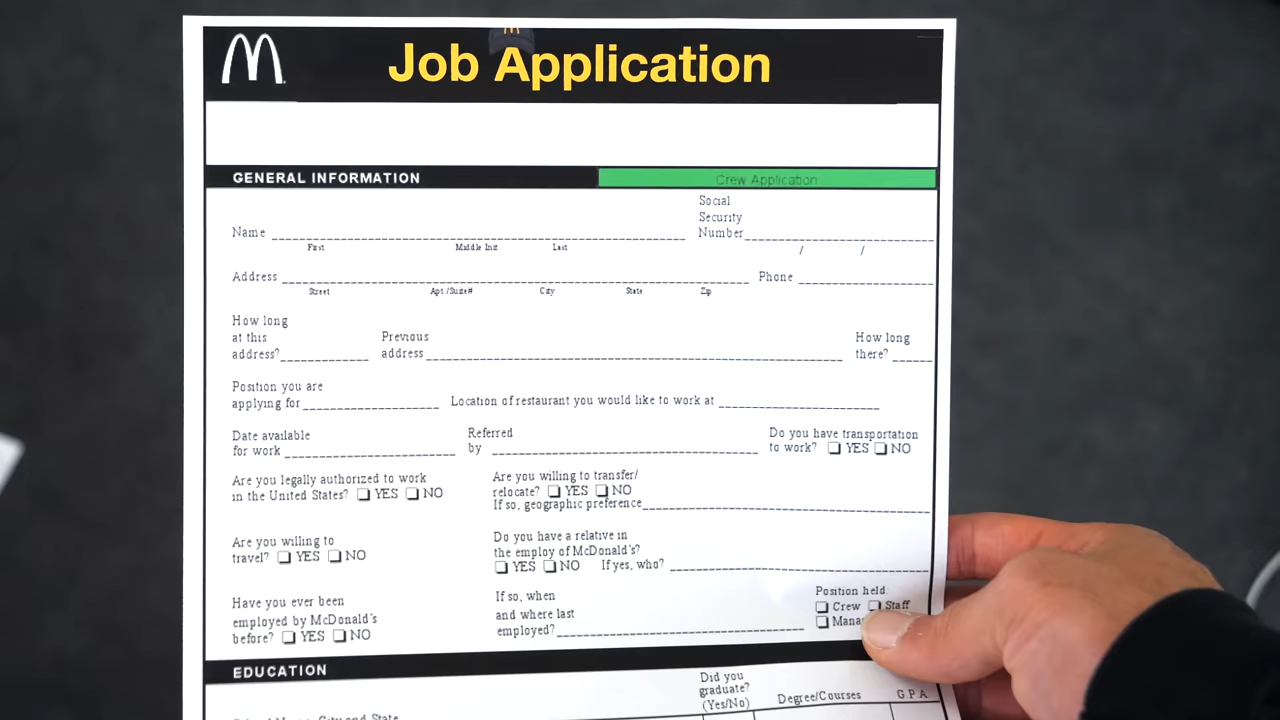 Job Application
GENERAL INFORMATION Crew Application
Social
Security
Name Number
First Middle Init Last / /
Address Phone
Street Apt./Suite# City State Zip
How long
at this Previous How long
address? address there?
Position you are
applying for Location of restaurant you would like to work at
Date available Referred Do you have transportation
for work by to work? YES NO
Are you legally authorized to work Are you willing to transfer/
in the United States? YES NO relocate? YES NO
If so, geographic preference
Are you willing to Do you have a relative in
travel? YES NO the employ of McDonald's?
YES NO If yes, who?
Have you ever been If so, when Position held:
employed by McDonald's and where last Crew Staff
before? YES NO employed?
EDUCATION
Did you
graduate? Degree/Courses GPA
(Yes/No)
City and State